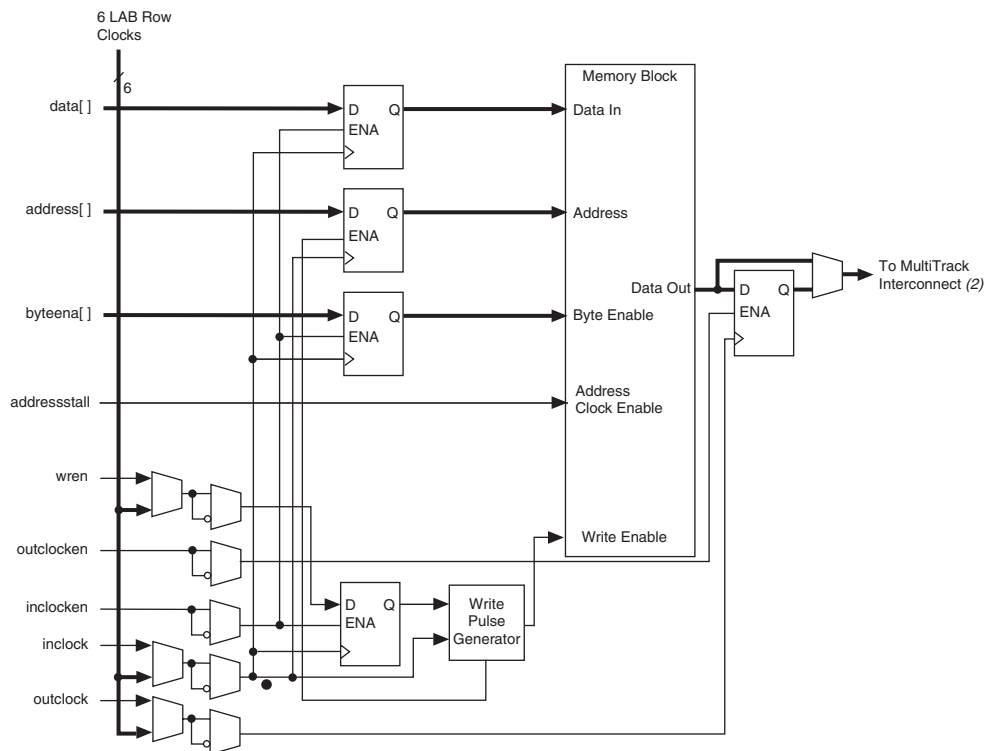 6 LAB Row
Clocks
6
data[ ]
D
Q
ENA
Memory Block
Data In
address[ ]
D
Q
ENA
Address
To MultiTrack
Interconnect (2)
Data Out
D
Q
ENA
byteena[ ]
D
Q
ENA
Byte Enable
addressstall
Address
Clock Enable
wren
outclocken
Write Enable
inclocken
D
Q
ENA
Write
Pulse
Generator
inclock
outclock